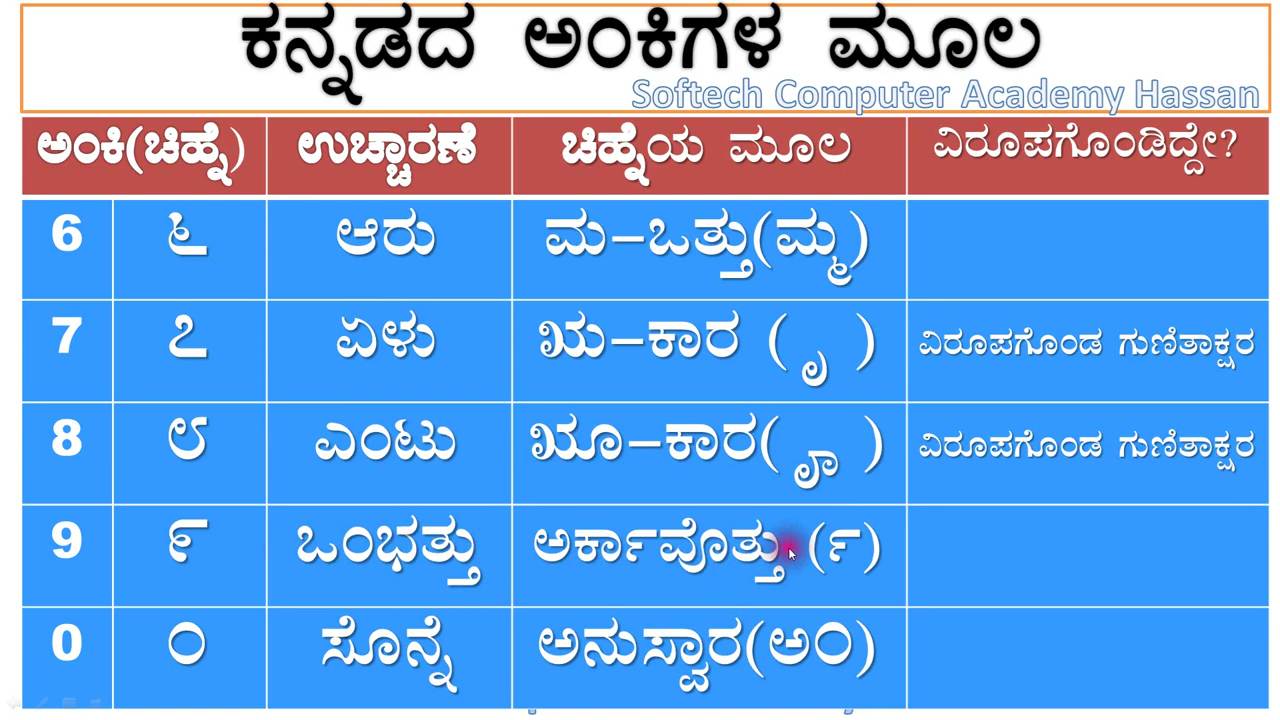 ಕನ್ನಡದ ಅಂಕಿಗಳ ಮೂಲ
Softech Computer Academy Hassan
ಅಂಕಿ(ಚಿಹ್ನೆ) ಉಚ್ಚಾರಣೆ ಚಿಹ್ನೆಯ ಮೂಲ ವಿರೂಪಗೊಂಡಿದ್ದೇ?
6 ೬ ಆರು ಮ–ಒತ್ತು(ಮ್ಮ)
7 ೭ ಏಳು ಋ–ಕಾರ ( ೃ )
8 ೮ ಎಂಟು ೠ–ಕಾರ( ೄ )
9 ೯ ಒಂಭತ್ತು ಅರ್ಕಾವೊತ್ತು (೯)
0 ೦ ಸೊನ್ನೆ ಅನುಸ್ವಾರ(ಅಂ)
ವಿರೂಪಗೊಂಡ ಗುಣಿತಾಕ್ಷರ
ವಿರೂಪಗೊಂಡ ಗುಣಿತಾಕ್ಷರ